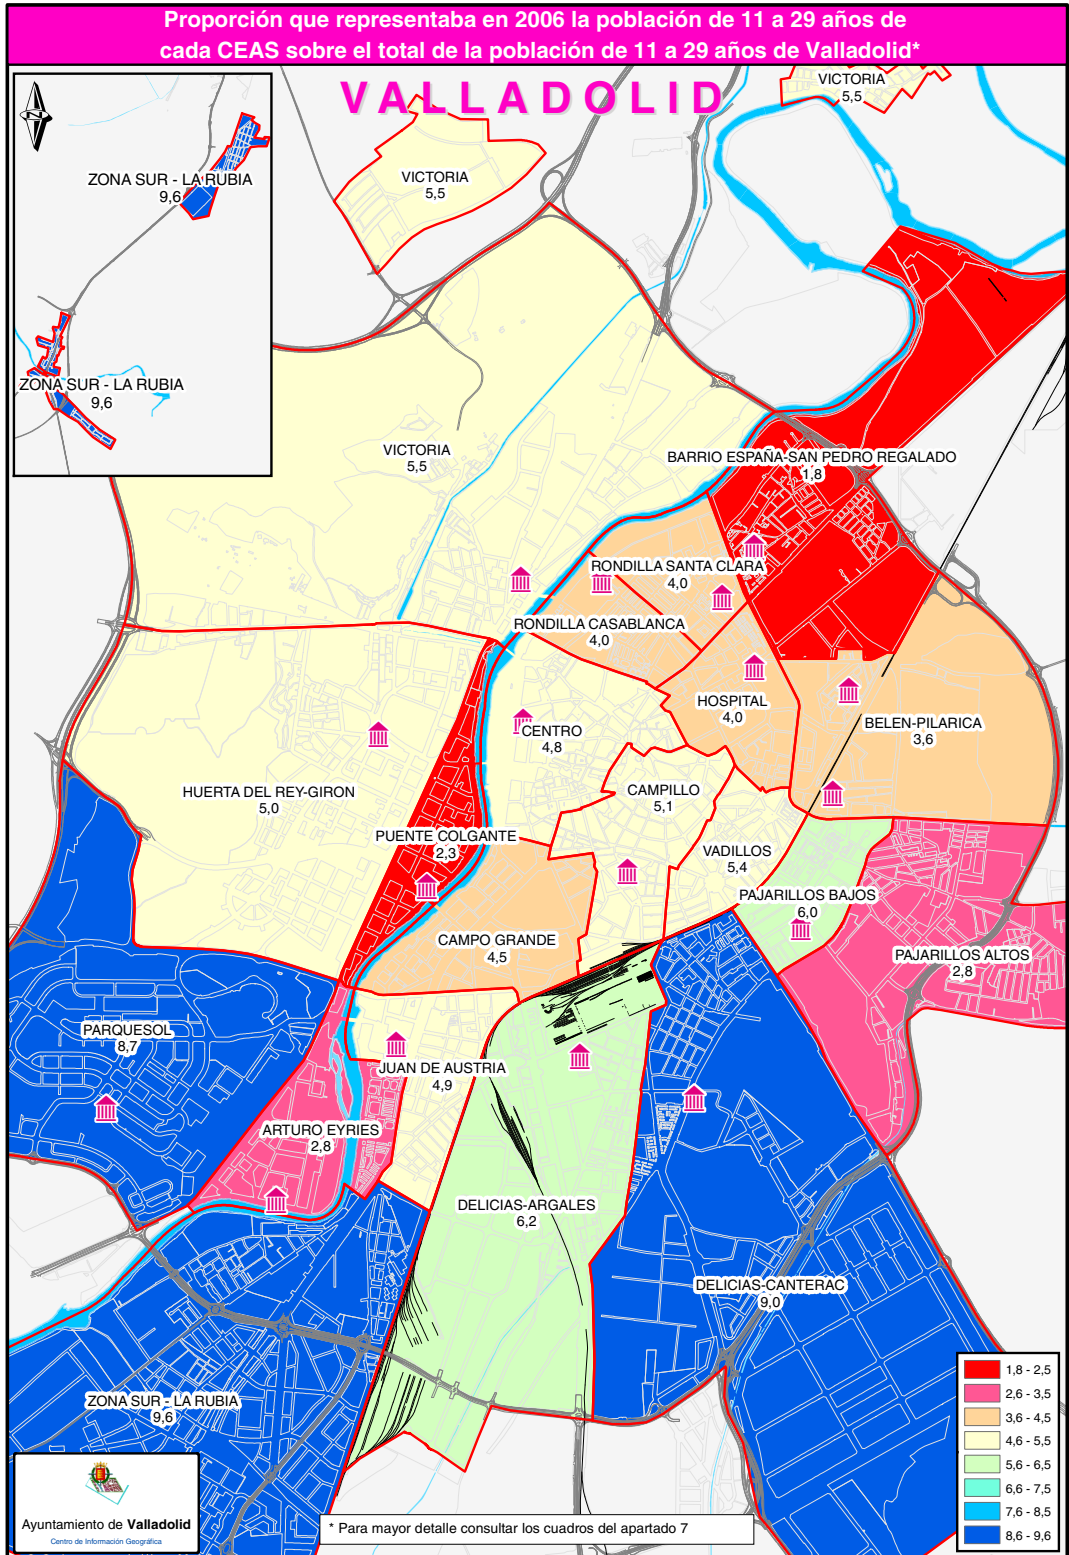 Proporción que representaba en 2006 la población de 11 a 29 años de
cada CEAS sobre el total de la población de 11 a 29 años de Valladolid*
VALLADOLID
VICTORIA
5,5
VICTORIA
5,5
ZONA SUR - LA RUBIA
9,6
ZONA SUR - LA RUBIA
9,6
VICTORIA
5,5
BARRIO ESPAÑA-SAN PEDRO REGALADO
1,8
RONDILLA SANTA CLARA
4,0
RONDILLA CASABLANCA
4,0
HOSPITAL
4,0
BELEN-PILARICA
3,6
CENTRO
4,8
HUERTA DEL REY-GIRON
5,0
CAMPILLO
5,1
PUENTE COLGANTE
2,3
VADILLOS
5,4
PAJARILLOS BAJOS
6,0
CAMPO GRANDE
4,5
PAJARILLOS ALTOS
2,8
PARQUESOL
8,7
JUAN DE AUSTRIA
4,9
ARTURO EYRIES
2,8
DELICIAS-ARGALES
6,2
DELICIAS-CANTERAC
9,0
ZONA SUR - LA RUBIA
9,6
1,8 - 2,5
2,6 - 3,5
3,6 - 4,5
4,6 - 5,5
5,6 - 6,5
6,6 - 7,5
7,6 - 8,5
8,6 - 9,6
Ayuntamiento de Valladolid
Centro de Información Geográfica
* Para mayor detalle consultar los cuadros del apartado 7